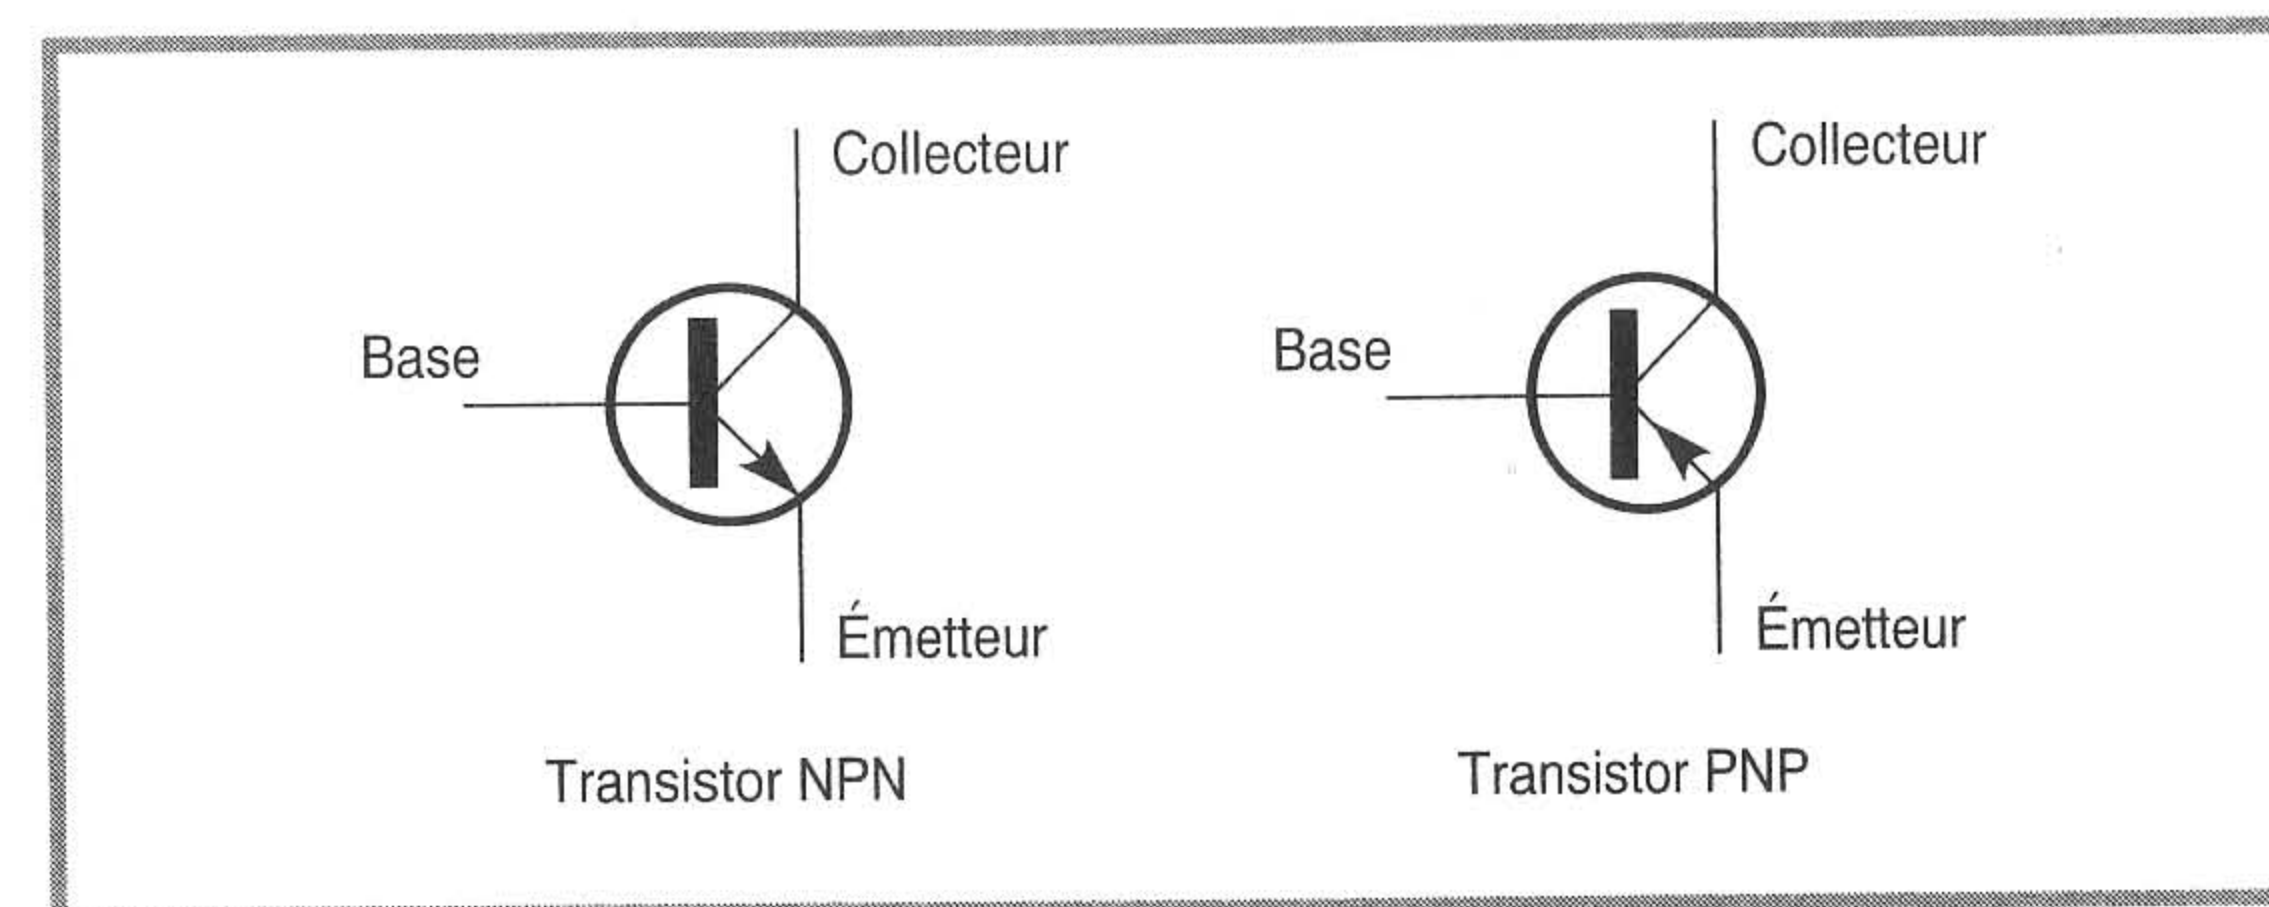 Collecteur
Base
Émetteur
Transistor NPN
Collecteur
Base
Émetteur
Transistor PNP